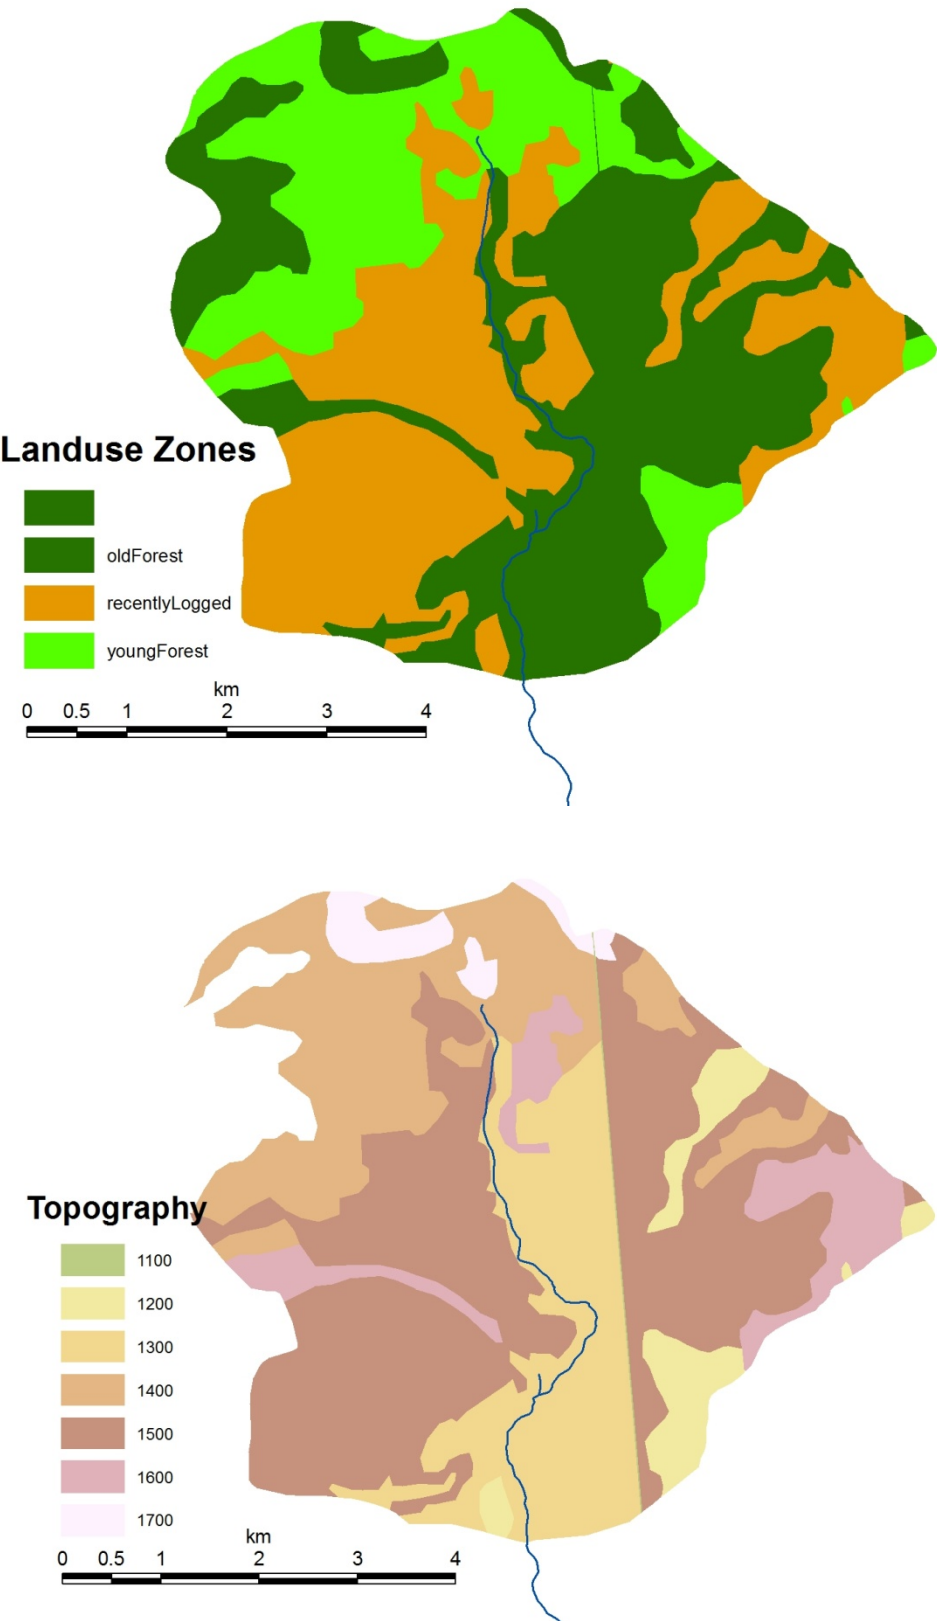 Landuse Zones
oldForest
recentlyLogged
youngForest
km
0 0.5 1 2 3 4
Topography
1100
1200
1300
1400
1500
1600
1700
km
0 0.5 1 2 3 4